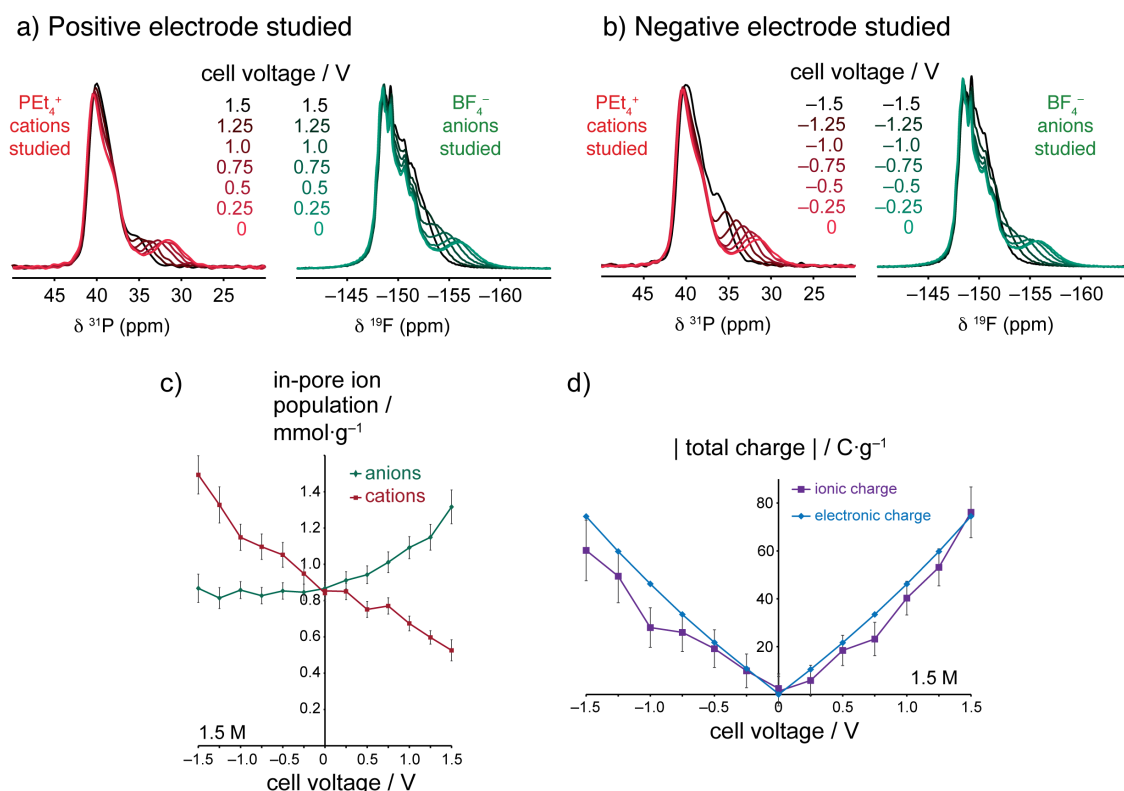 a) Positive electrode studied
b) Negative electrode studied
PEt₄⁺
cations
studied
cell voltage / V
1.5 1.5
1.25 1.25
1.0 1.0
0.75 0.75
0.5 0.5
0.25 0.25
0 0
BF₄⁻
anions
studied
45 40 35 30 25
δ ³¹P (ppm)
−145 −150 −155 −160
δ ¹⁹F (ppm)
PEt₄⁺
cations
studied
cell voltage / V
−1.5 −1.5
−1.25 −1.25
−1.0 −1.0
−0.75 −0.75
−0.5 −0.5
−0.25 −0.25
0 0
BF₄⁻
anions
studied
45 40 35 30 25
δ ³¹P (ppm)
−145 −150 −155 −160
δ ¹⁹F (ppm)
c)
in-pore ion
population /
mmol·g⁻¹
anions
cations
1.4
1.2
1.0
0.8
0.6
0.4
0.2
1.5 M
−1.5 −1.0 −0.5 0 0.5 1.0 1.5
cell voltage / V
d)
| total charge | / C·g⁻¹
ionic charge
electronic charge
80
60
40
20
1.5 M
−1.5 −1.0 −0.5 0 0.5 1.0 1.5
cell voltage / V